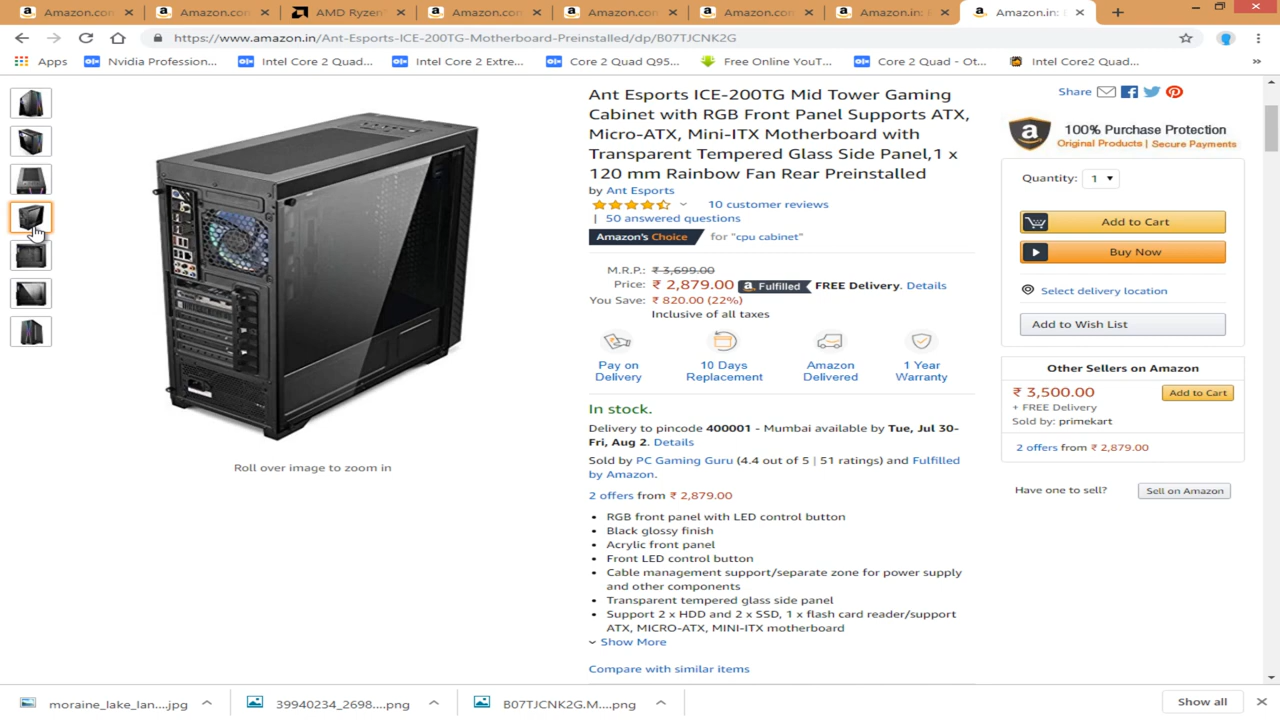 Amazon.com
Amazon.com
AMD Ryzen
Amazon.com
Amazon.com
Amazon.com
Amazon.in: F
Amazon.in: E
https://www.amazon.in/Ant-Esports-ICE-200TG-Motherboard-Preinstalled/dp/B07TJCNK2G
Apps
Nvidia Profession...
Intel Core 2 Quad...
Intel Core 2 Extre...
Core 2 Quad Q95...
Free Online YouT...
Core 2 Quad - Ot...
Intel Core2 Quad...
»
Roll over image to zoom in
Ant Esports ICE-200TG Mid Tower Gaming
Cabinet with RGB Front Panel Supports ATX,
Micro-ATX, Mini-ITX Motherboard with
Transparent Tempered Glass Side Panel,1 x
120 mm Rainbow Fan Rear Preinstalled
by Ant Esports
10 customer reviews
| 50 answered questions
Amazon's Choice for "cpu cabinet"
M.R.P.: ₹ 3,699.00
Price: ₹ 2,879.00 a Fulfilled FREE Delivery. Details
You Save: ₹ 820.00 (22%)
Inclusive of all taxes
Pay on
Delivery
10 Days
Replacement
Amazon
Delivered
1 Year
Warranty
In stock.
Delivery to pincode 400001 - Mumbai available by Tue, Jul 30-
Fri, Aug 2. Details
Sold by PC Gaming Guru (4.4 out of 5 | 51 ratings) and Fulfilled
by Amazon.
2 offers from ₹ 2,879.00
• RGB front panel with LED control button
• Black glossy finish
• Acrylic front panel
• Front LED control button
• Cable management support/separate zone for power supply
and other components
• Transparent tempered glass side panel
• Support 2 x HDD and 2 x SSD, 1 x flash card reader/support
ATX, MICRO-ATX, MINI-ITX motherboard
Show More
Compare with similar items
Share
a 100% Purchase Protection
Original Products | Secure Payments
Quantity: 1
Add to Cart
Buy Now
Select delivery location
Add to Wish List
Other Sellers on Amazon
₹ 3,500.00 Add to Cart
+ FREE Delivery
Sold by: primekart
2 offers from ₹ 2,879.00
Have one to sell? Sell on Amazon
moraine_lake_lan....jpg
39940234_2698...png
B07TJCNK2G.M....png
Show all